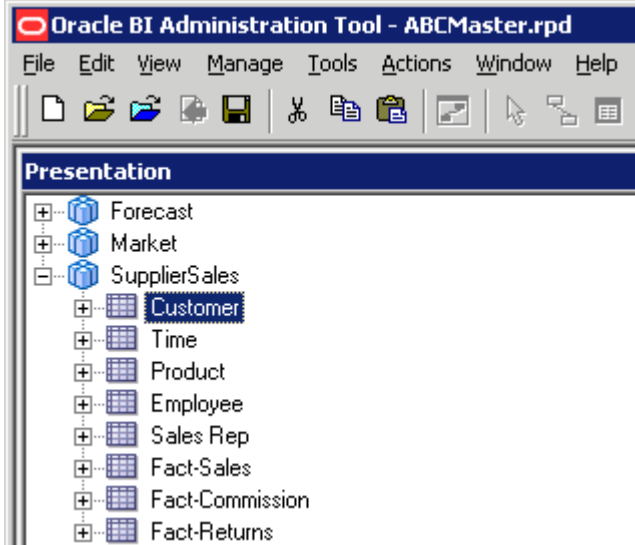 Oracle BI Administration Tool - ABCMaster.rpd
File Edit View Manage Tools Actions Window Help
Presentation
Forecast
Market
SupplierSales
Customer
Time
Product
Employee
Sales Rep
Fact-Sales
Fact-Commission
Fact-Returns